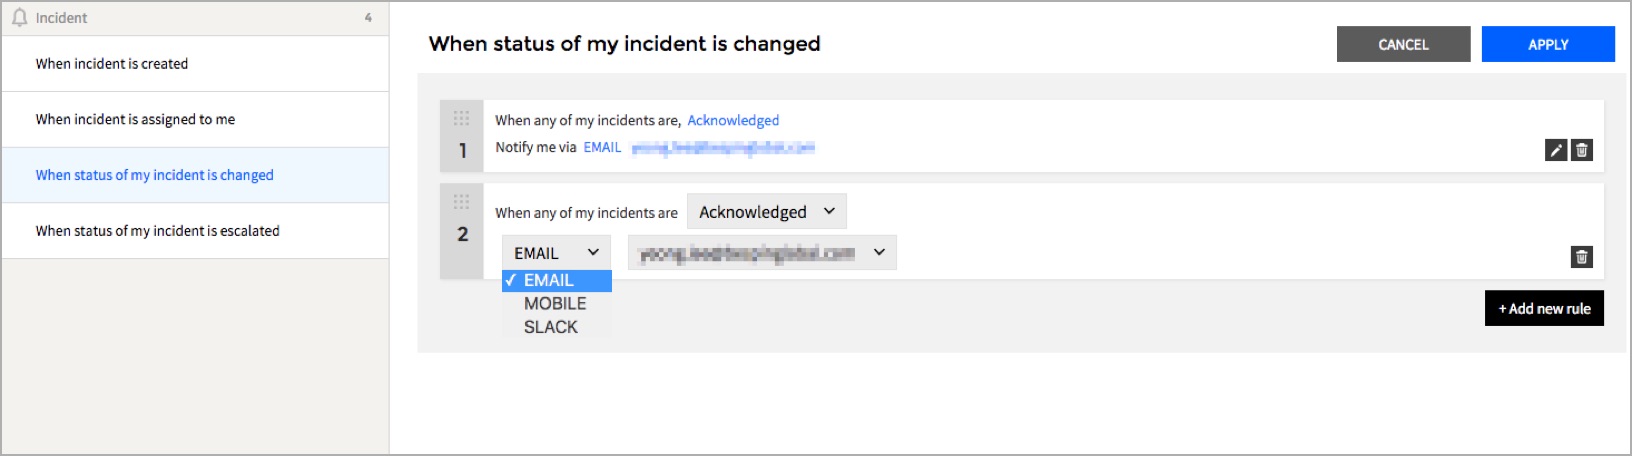 Incident 4
When incident is created
When incident is assigned to me
When status of my incident is changed
When status of my incident is escalated
When status of my incident is changed
CANCEL
APPLY
1
When any of my incidents are, Acknowledged
Notify me via EMAIL
2
When any of my incidents are Acknowledged
EMAIL
✓ EMAIL
MOBILE
SLACK
+ Add new rule